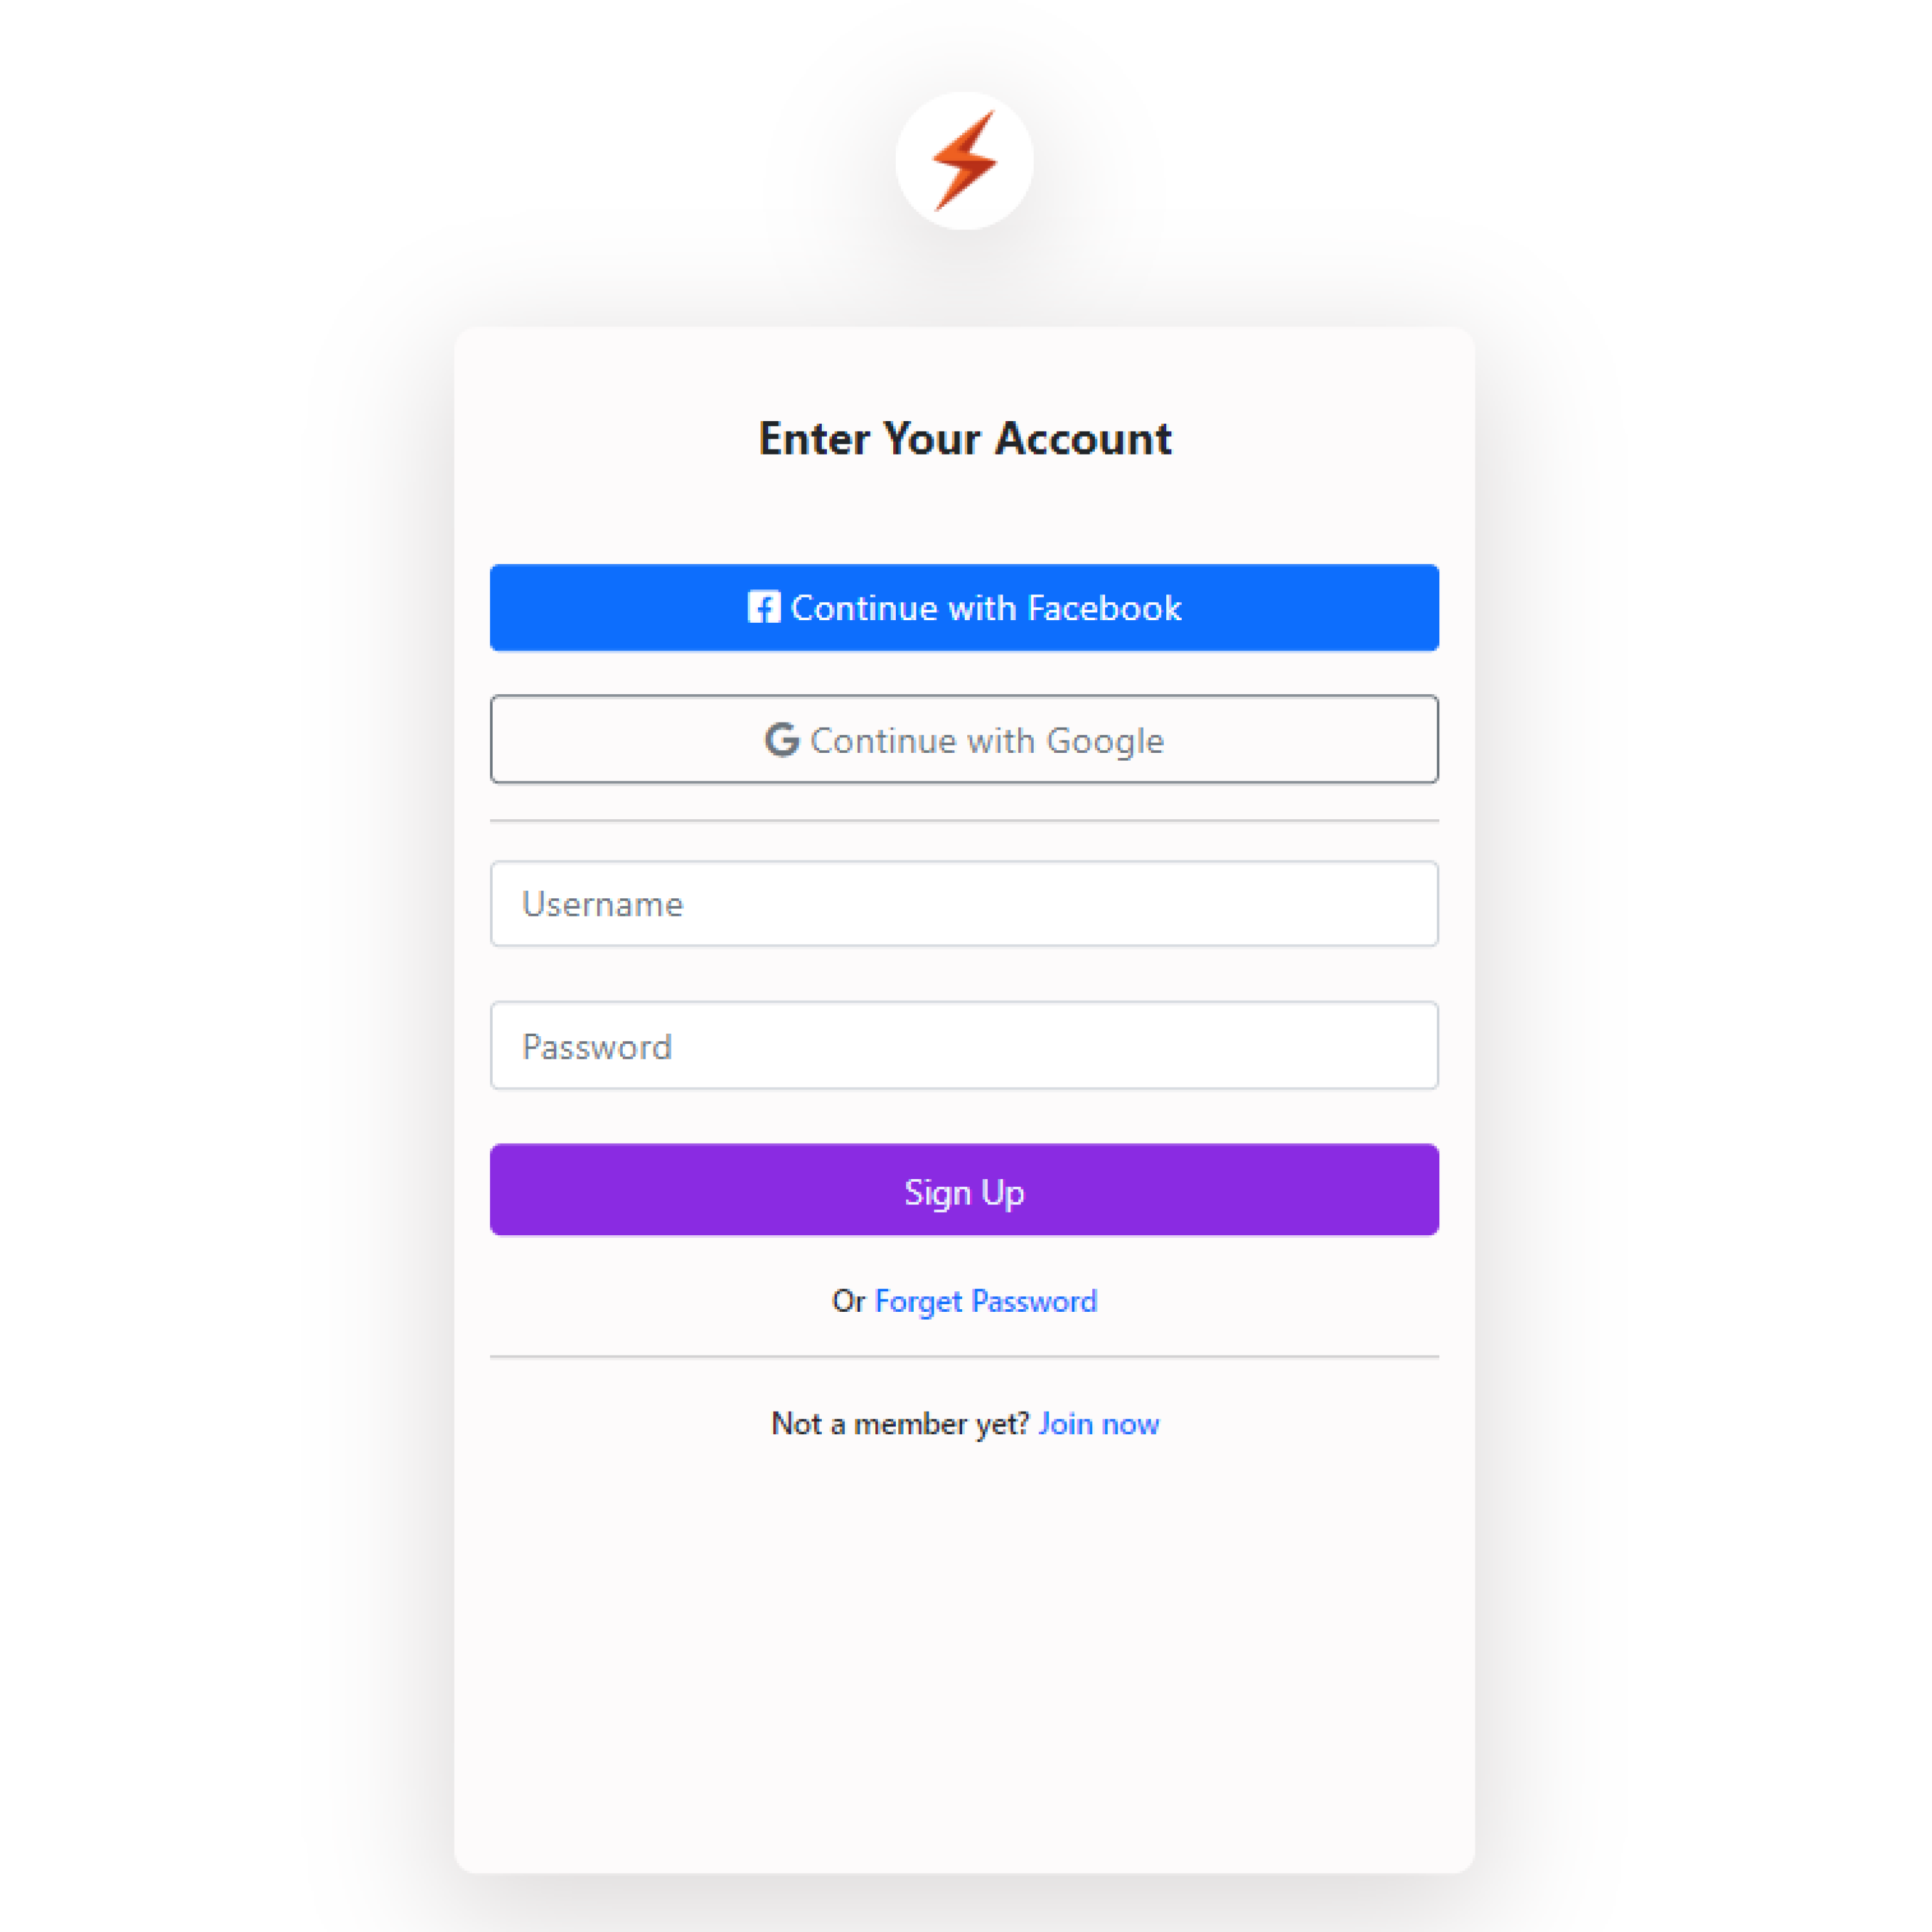 Enter Your Account
Continue with Facebook
Continue with Google
Username
Password
Sign Up
Or Forget Password
Not a member yet? Join now